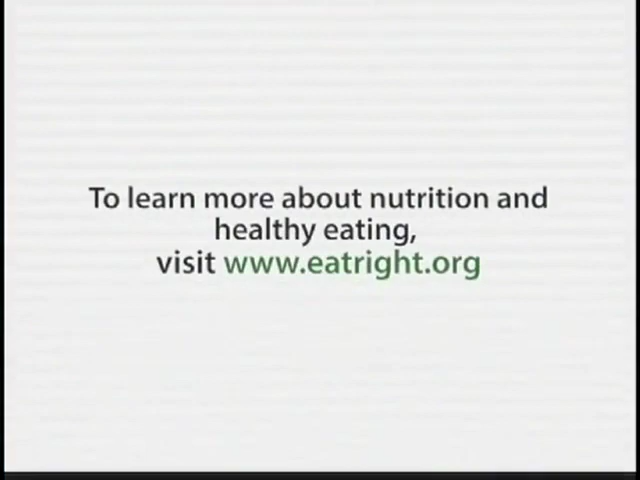 To learn more about nutrition and
healthy eating,
visit www.eatright.org